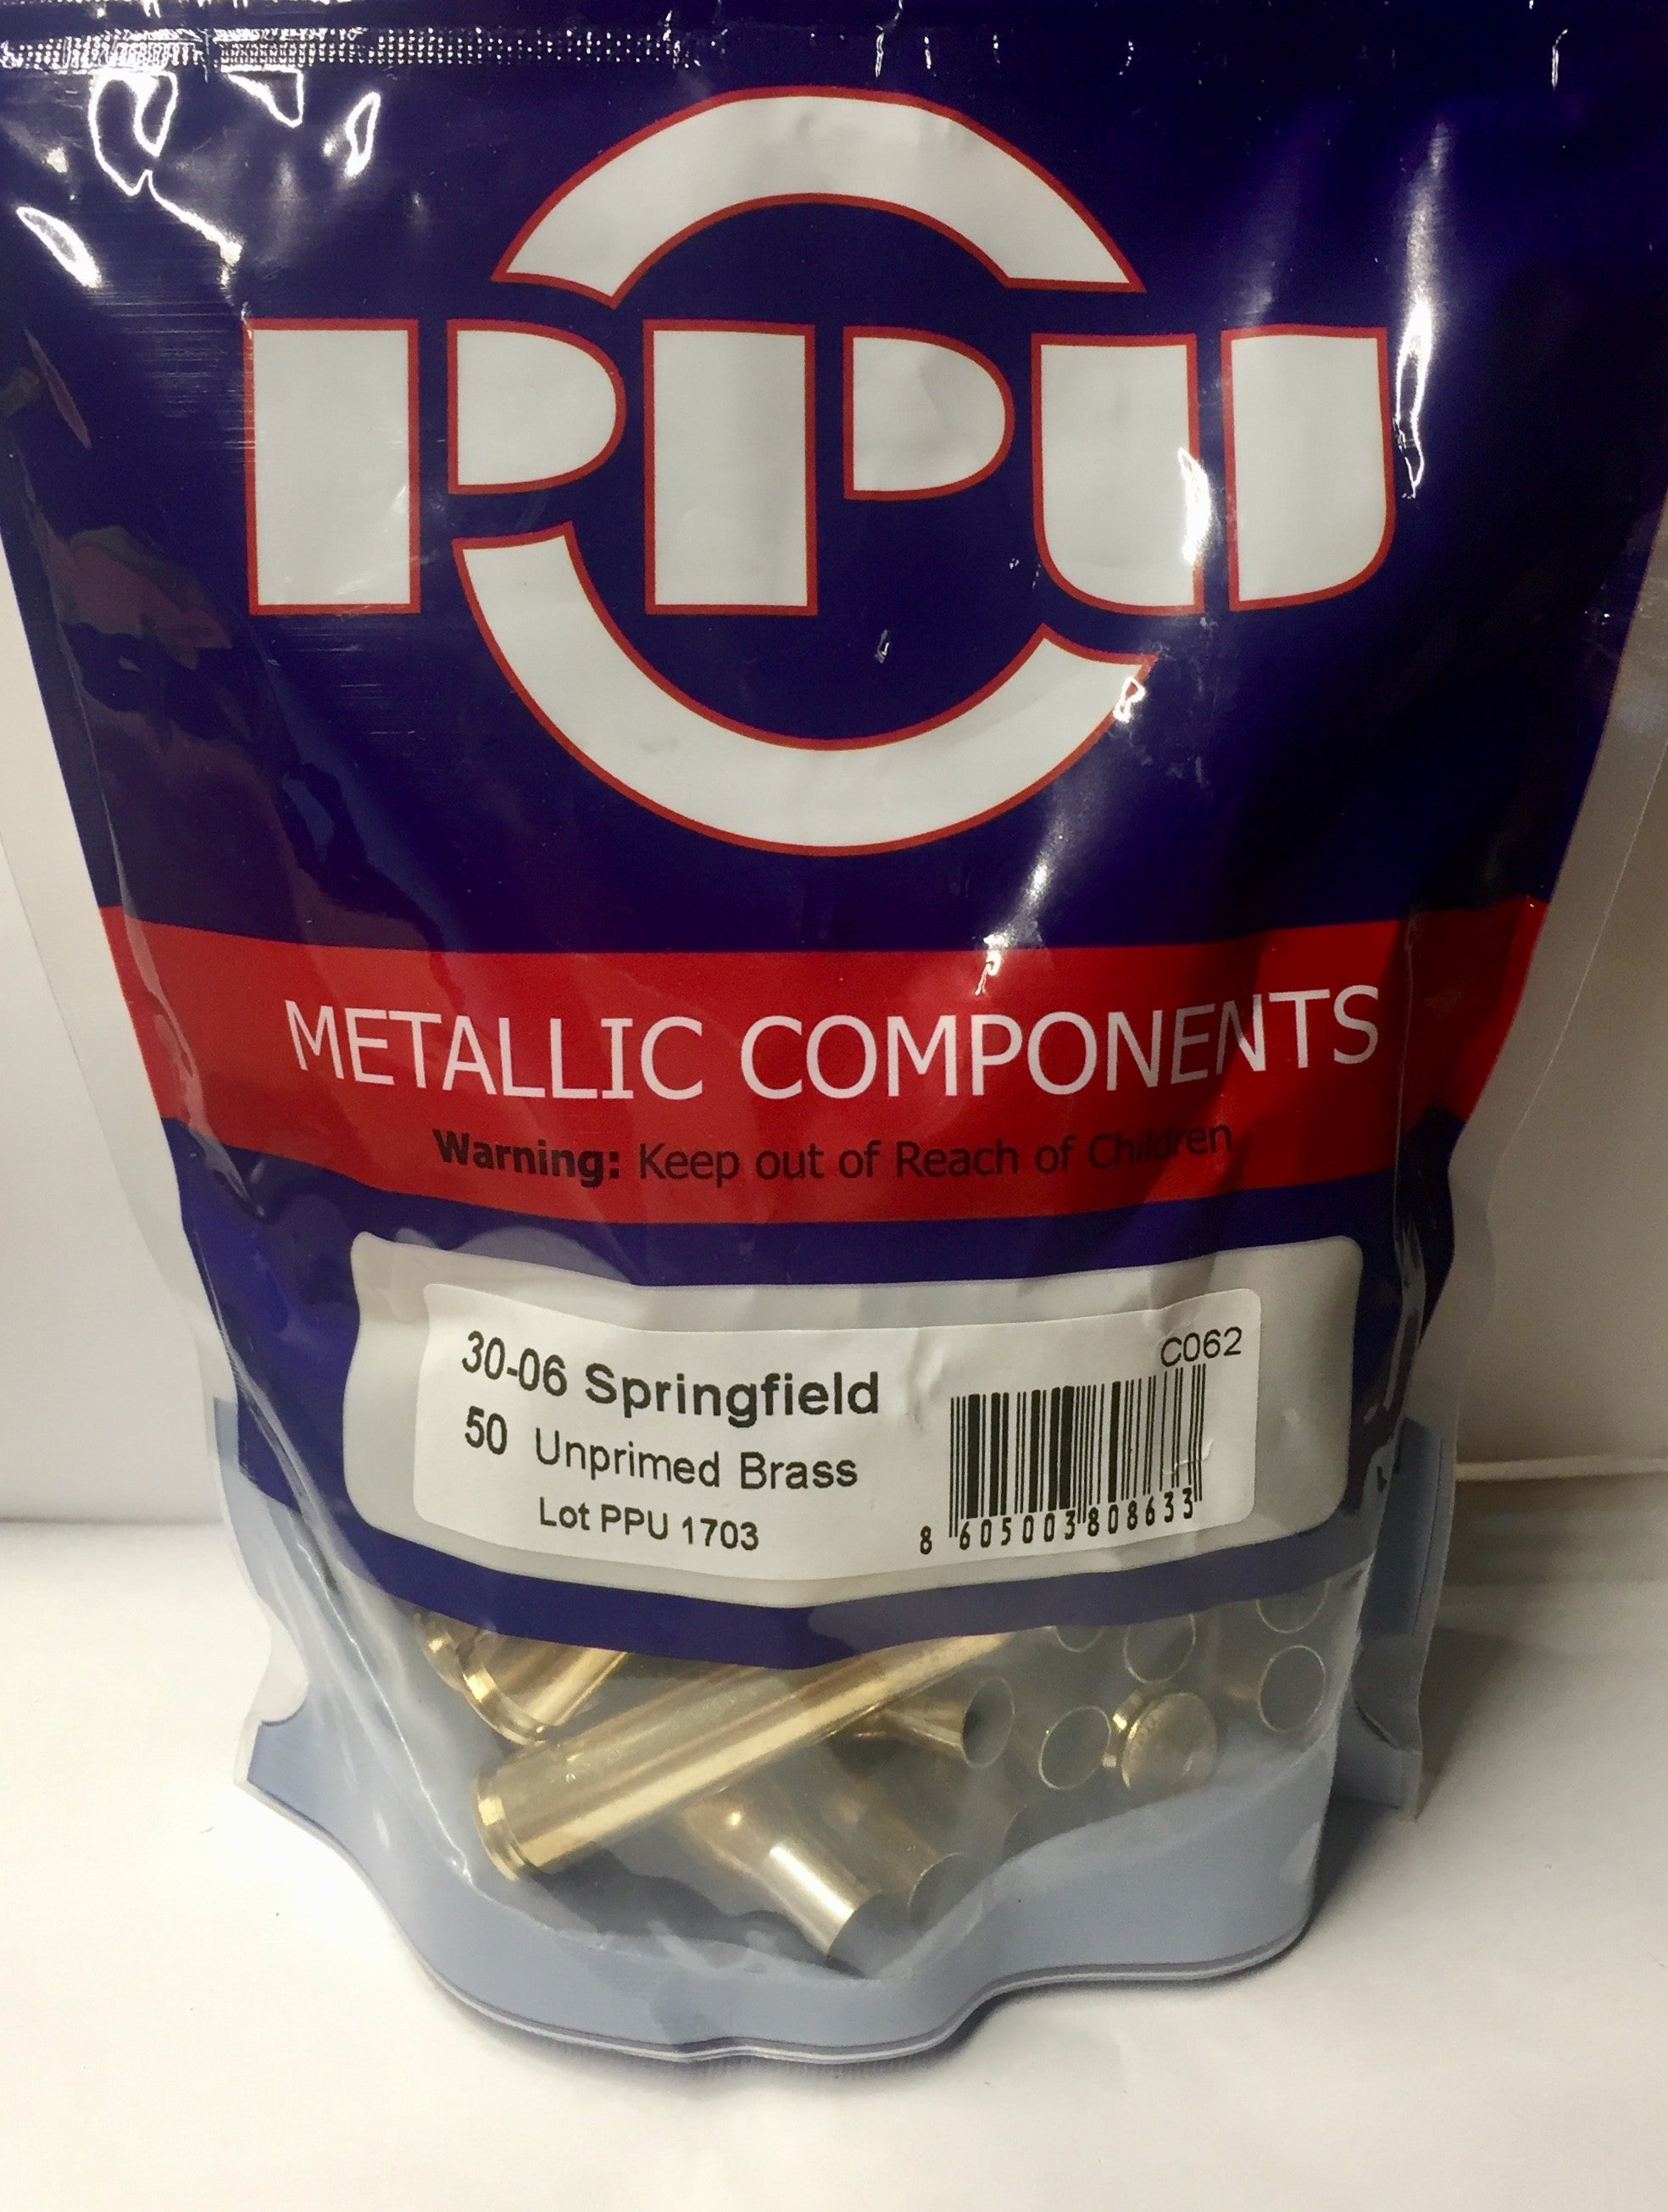 PPU
METALLIC COMPONENTS
Warning: Keep out of Reach of Children
C062
30-06 Springfield
50 Unprimed Brass
Lot PPU 1703
8 605003 808633